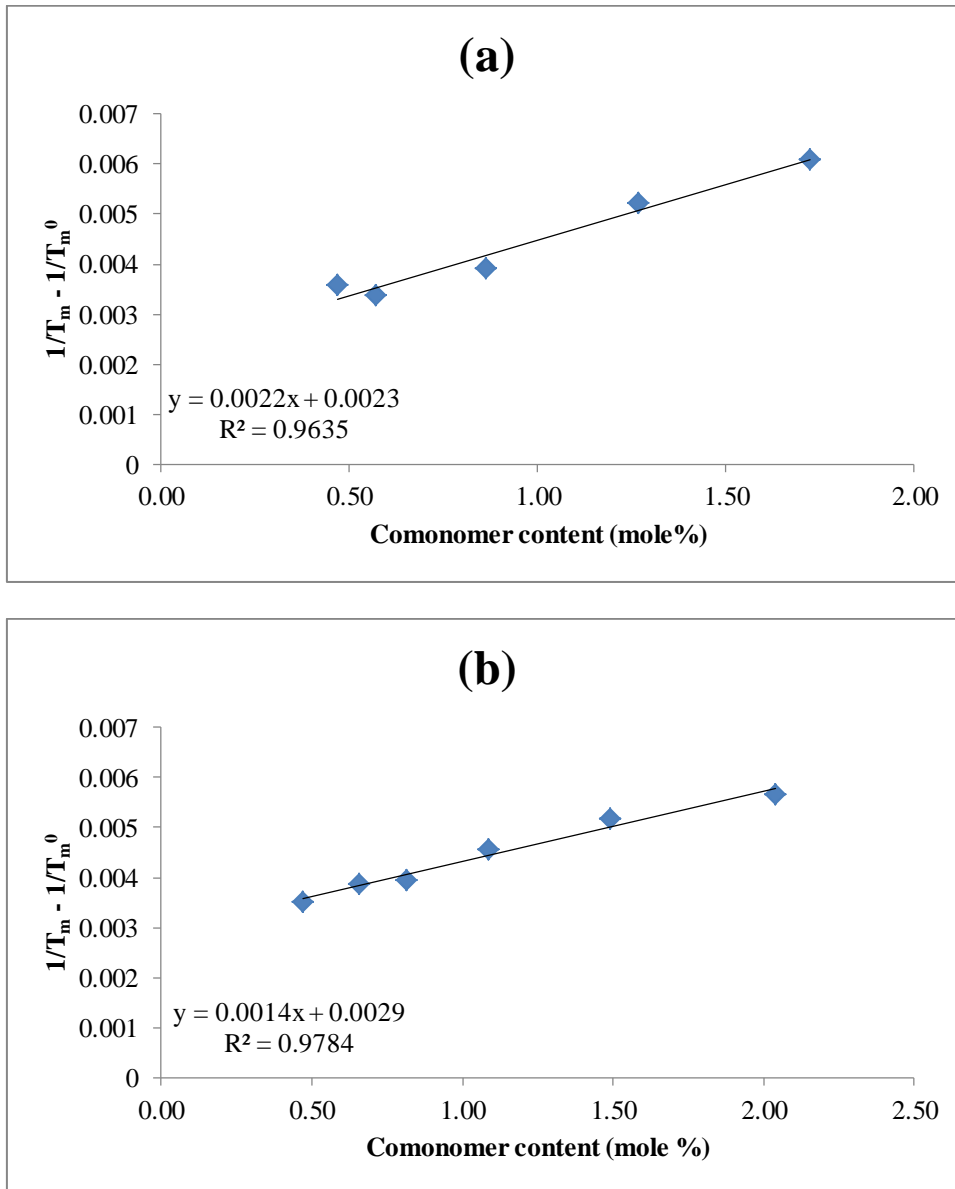 (a)
0.007
0.006
0.005
0.004
0.003
0.002
0.001
0
1/Tm - 1/Tm0
y = 0.0022x + 0.0023
R² = 0.9635
0.00 0.50 1.00 1.50 2.00
Comonomer content (mole%)
(b)
0.007
0.006
0.005
0.004
0.003
0.002
0.001
0
1/Tm - 1/Tm0
y = 0.0014x + 0.0029
R² = 0.9784
0.00 0.50 1.00 1.50 2.00 2.50
Comonomer content (mole %)